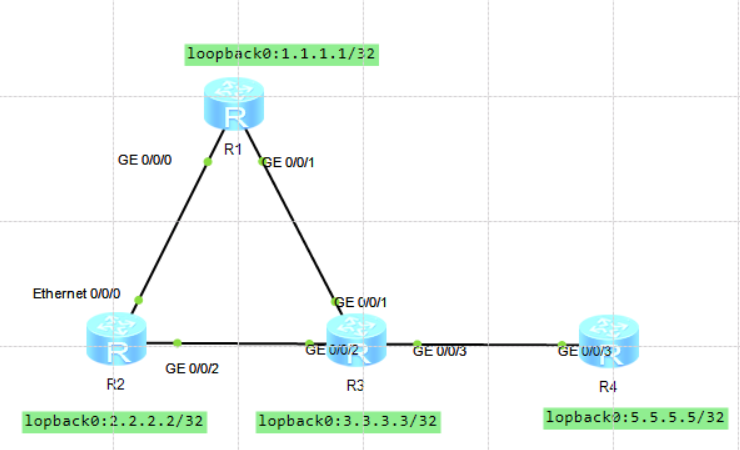 loopback0:1.1.1.1/32
R
R1
GE 0/0/0
GE 0/0/1
Ethernet 0/0/0
GE 0/0/1
R
R
R
GE 0/0/2
GE 0/0/3
GE 0/0/3
GE 0/0/2
R2
R3
R4
lopback0:2.2.2.2/32
lopback0:3.3.3.3/32
lopback0:5.5.5.5/32